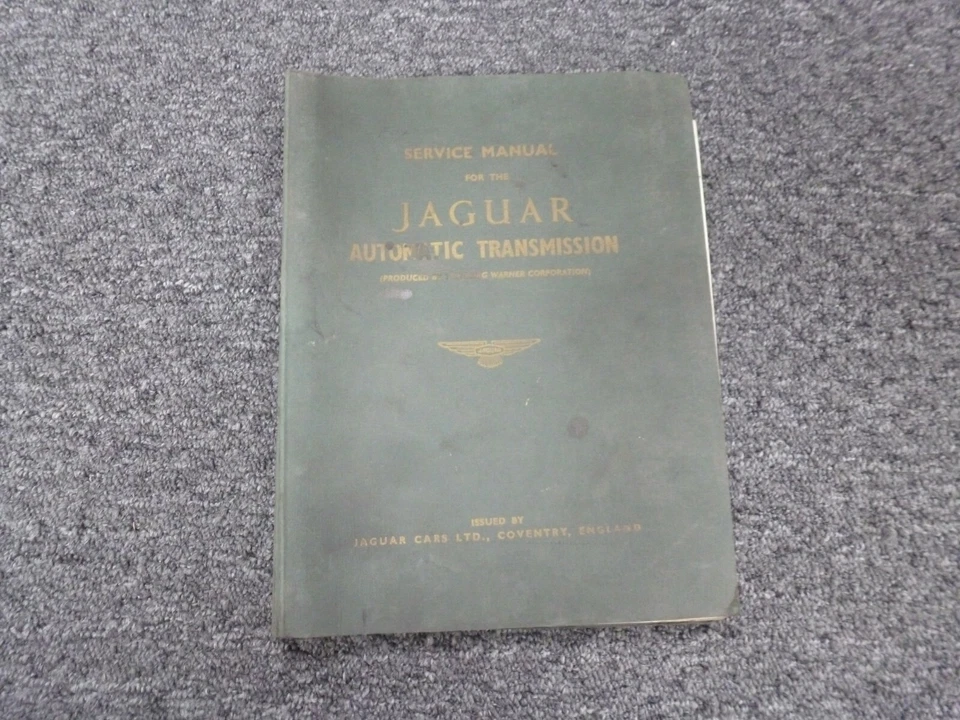 SERVICE MANUAL
FOR THE
JAGUAR
AUTOMATIC TRANSMISSION
(PRODUCED WARNER CORPORATION)
ISSUED BY
JAGUAR CARS LTD., COVENTRY, ENGLAND